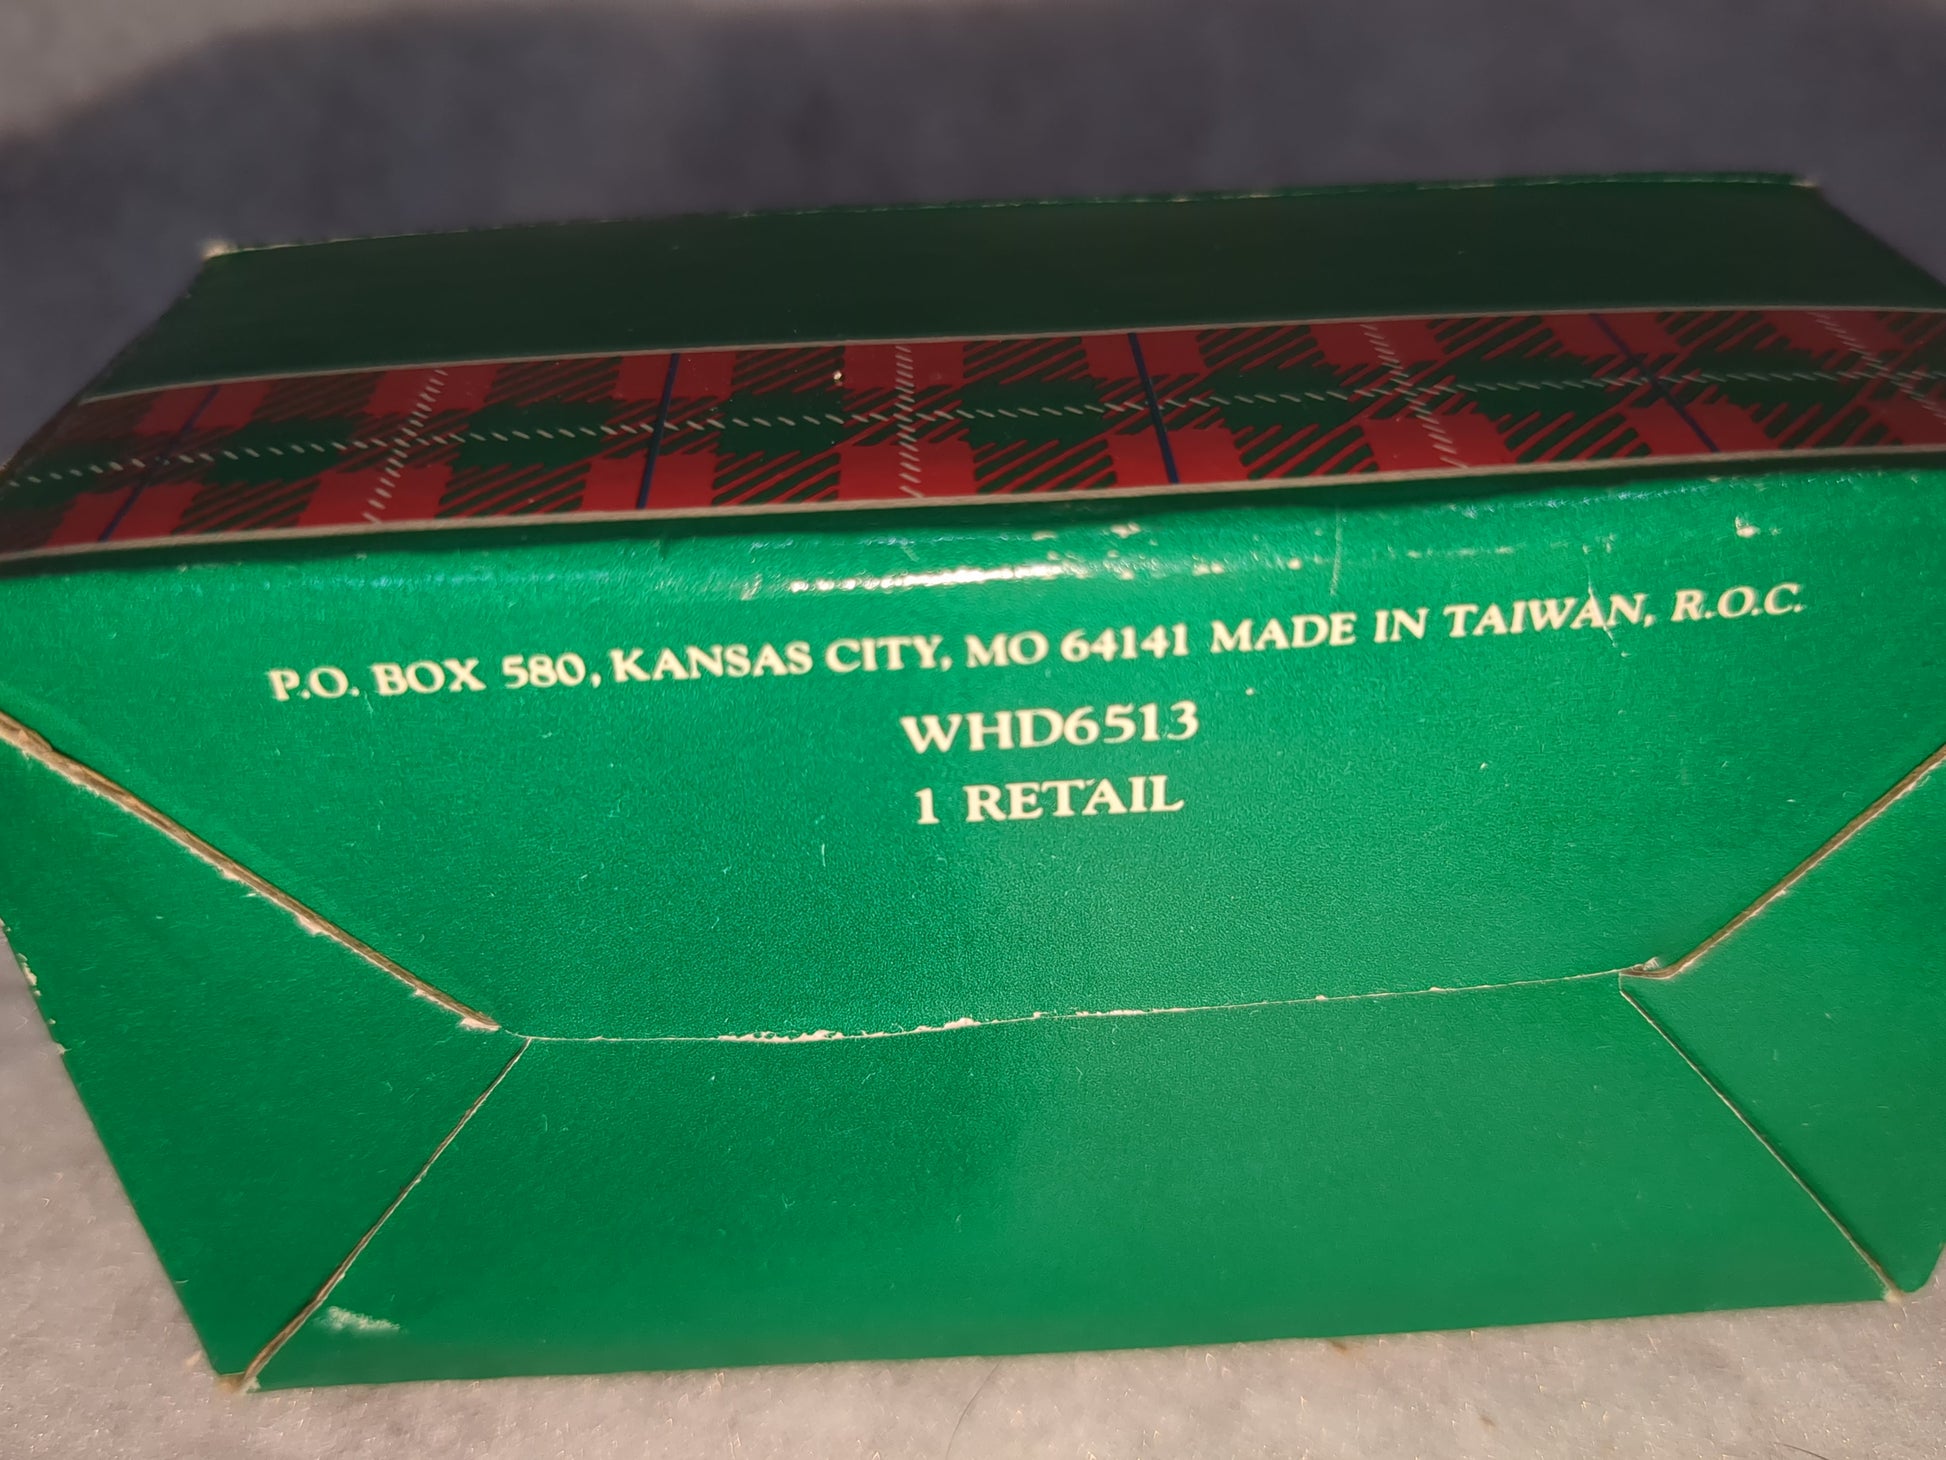 P.O. BOX 580, KANSAS CITY, MO 64141 MADE IN TAIWAN, R.O.C.
WHD6513
1 RETAIL